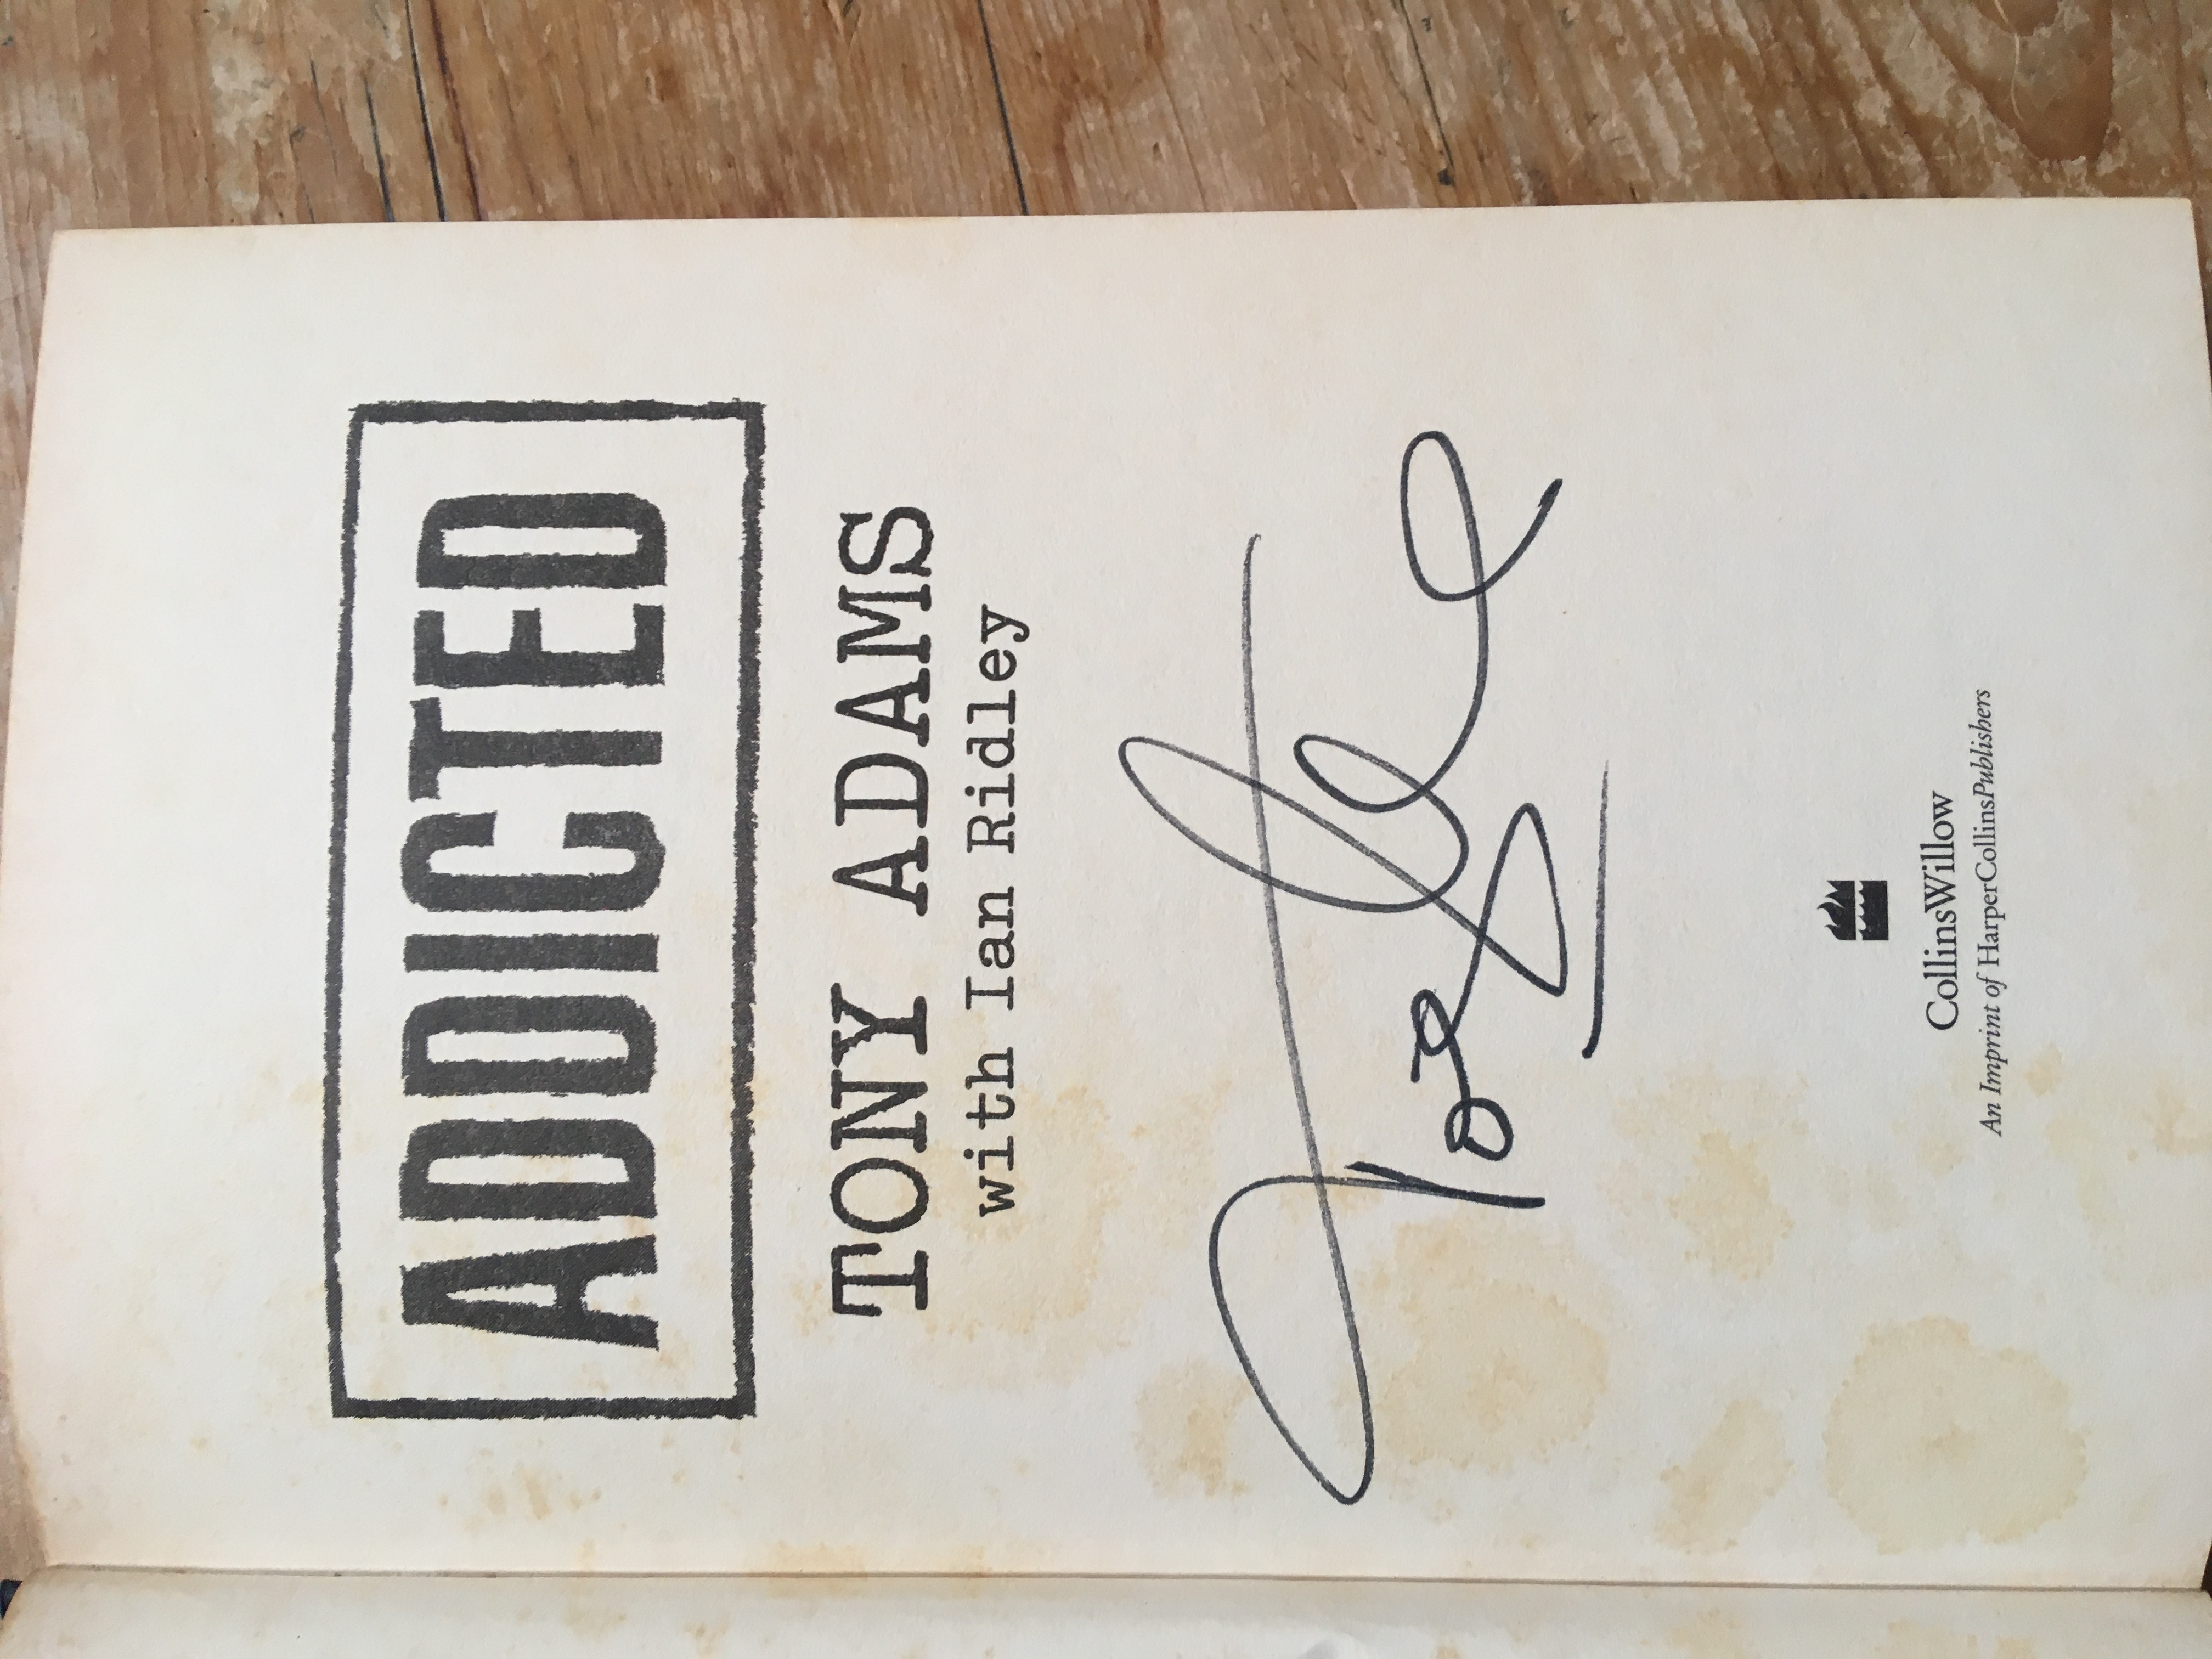 ADDICTED
TONY ADAMS
with Ian Ridley
CollinsWillow
An Imprint of HarperCollinsPublishers